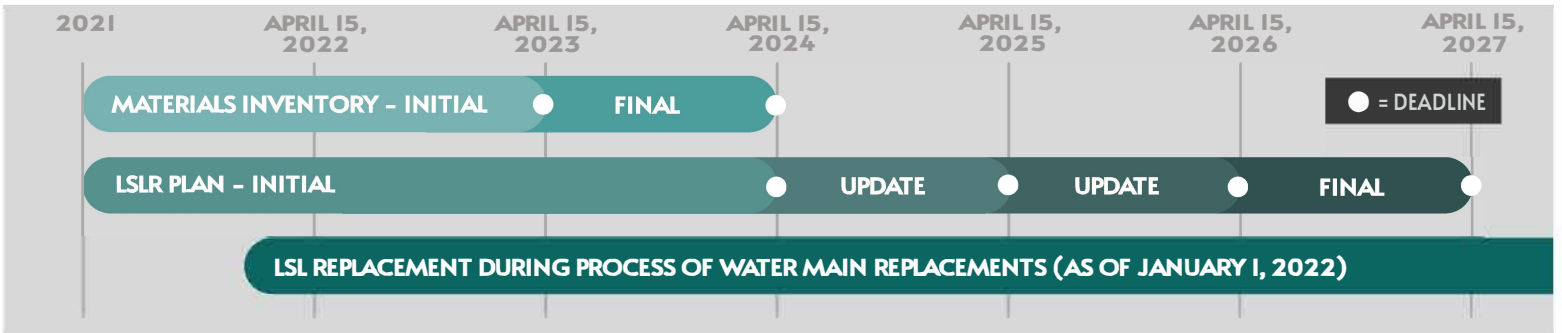 2021
APRIL 15,
2022
APRIL 15,
2023
APRIL 15,
2024
APRIL 15,
2025
APRIL 15,
2026
APRIL 15,
2027
MATERIALS INVENTORY - INITIAL
FINAL
= DEADLINE
LSLR PLAN - INITIAL
UPDATE
UPDATE
FINAL
LSL REPLACEMENT DURING PROCESS OF WATER MAIN REPLACEMENTS (AS OF JANUARY 1, 2022)